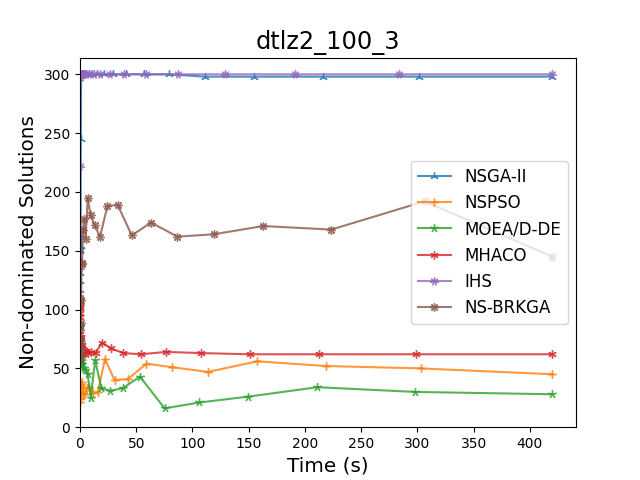 dtlz2_100_3
Non-dominated Solutions
300
250
200
150
100
50
0
NSGA-II
NSPSO
MOEA/D-DE
MHACO
IHS
NS-BRKGA
0 50 100 150 200 250 300 350 400
Time (s)